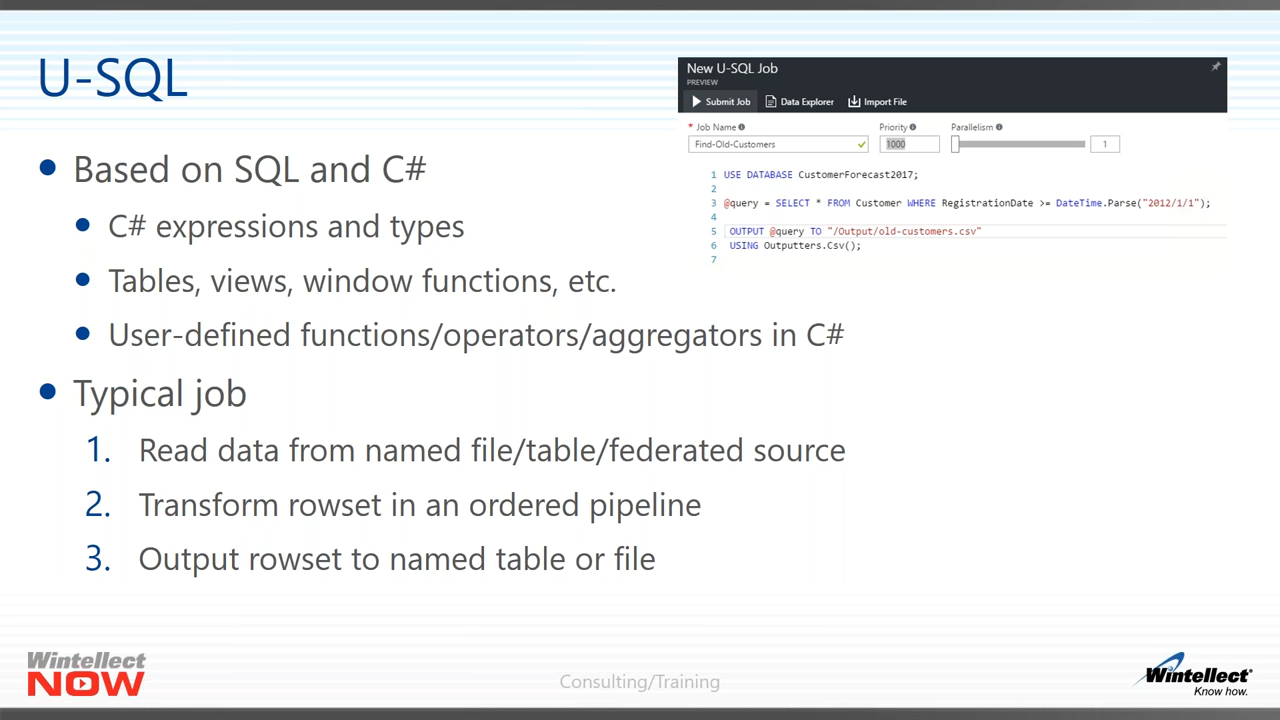 U-SQL
• Based on SQL and C#
• C# expressions and types
• Tables, views, window functions, etc.
• User-defined functions/operators/aggregators in C#
• Typical job
1. Read data from named file/table/federated source
2. Transform rowset in an ordered pipeline
3. Output rowset to named table or file
New U-SQL Job
PREVIEW
Submit Job Data Explorer Import File
* Job Name Priority Parallelism
Find-Old-Customers 1000 1
1 USE DATABASE CustomerForecast2017;
2
3 @query = SELECT * FROM Customer WHERE RegistrationDate >= DateTime.Parse("2012/1/1");
4
5 OUTPUT @query TO "/Output/old-customers.csv"
6 USING Outputters.Csv();
7
Wintellect
NOW
Consulting/Training
Wintellect
Know how.